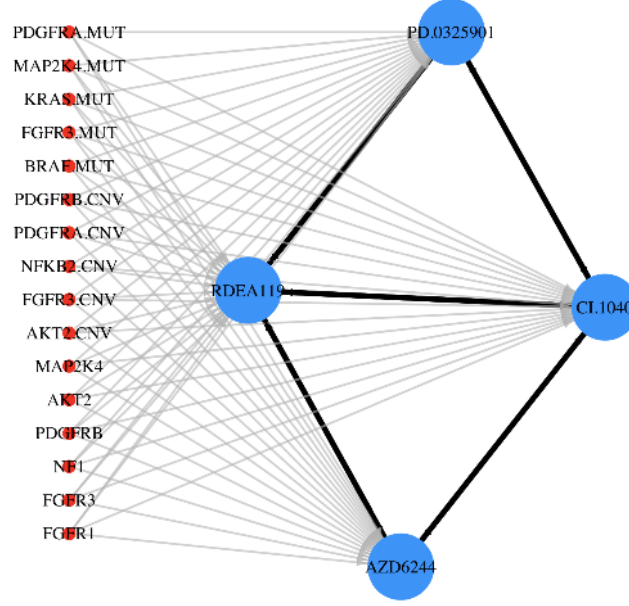 PDGFRA.MUT
PD.0325901
MAP2K4.MUT
KRAS.MUT
FGFR3.MUT
BRAF.MUT
PDGFRB.CNV
PDGFRA.CNV
NFKB2.CNV
RDEA119
FGFR3.CNV
CI.1040
AKT2.CNV
MAP2K4
AKT2
PDGFRB
NF1
FGFR3
FGFR1
AZD6244